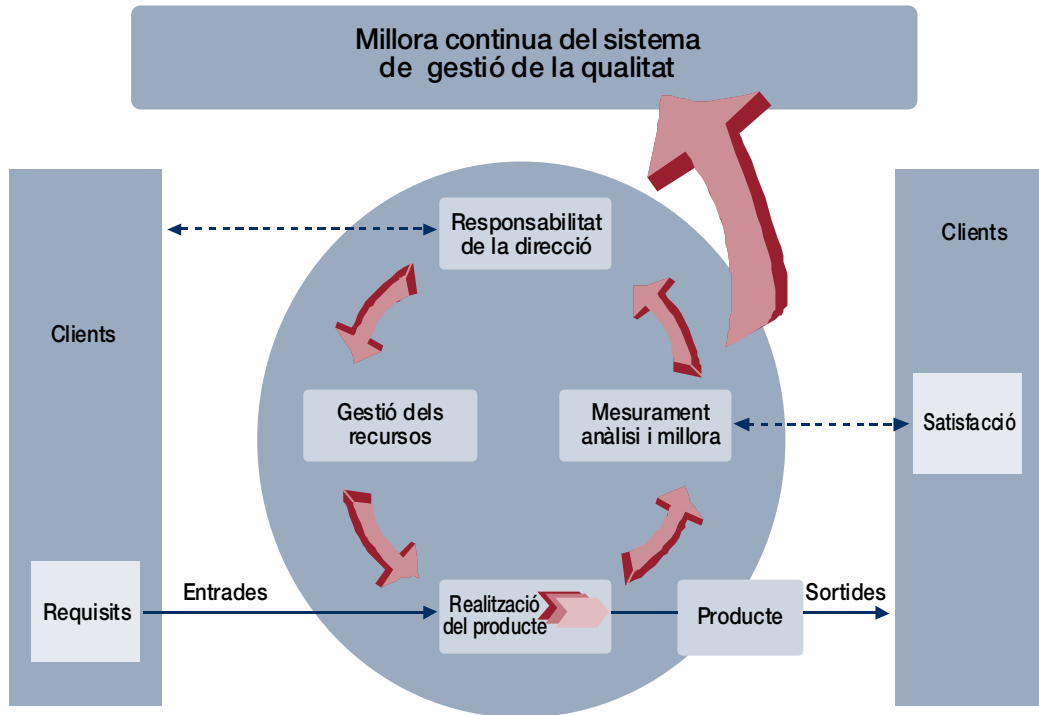 Millora continua del sistema
de gestió de la qualitat
Responsabilitat
de la direcció
Clients
Clients
Gestió dels
recursos
Mesurament
anàlisi i millora
Satisfacció
Requisits
Entrades
Realització
del producte
Producte
Sortides